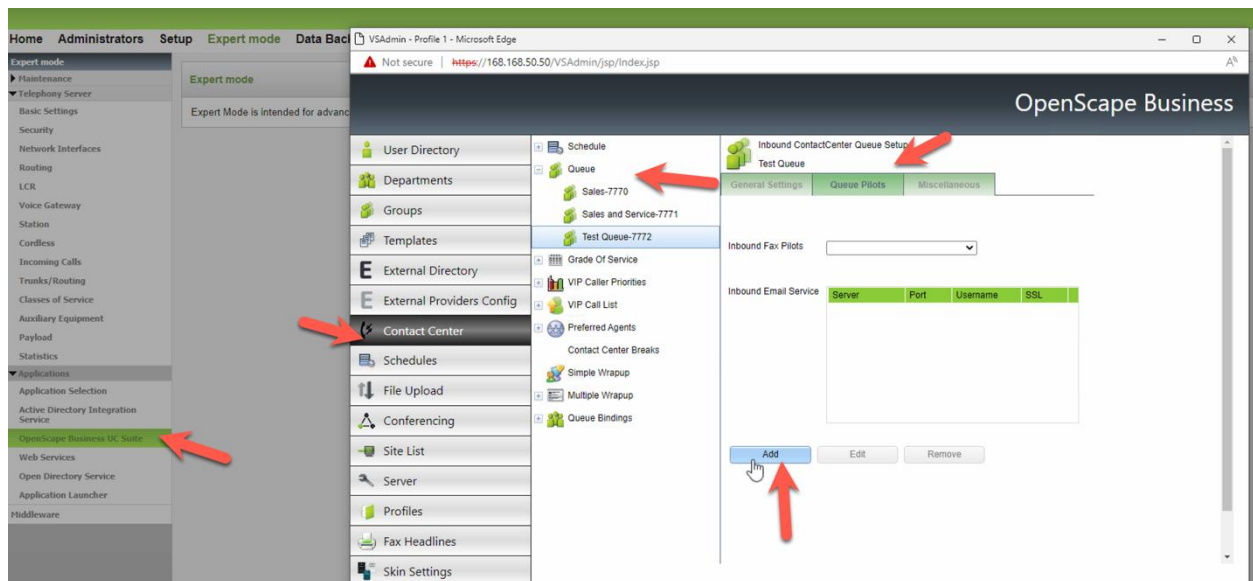 Home Administrators Setup Expert mode Data Bac
Expert mode
Maintenance
Telephony Server
Basic Settings
Security
Network Interfaces
Routing
LCR
Voice Gateway
Station
Cordless
Incoming Calls
Trunks/Routing
Classes of Service
Auxiliary Equipment
Payload
Statistics
Applications
Application Selection
Active Directory Integration
Service
OpenScape Business UC Suite
Web Services
Open Directory Service
Application Launcher
Middleware
Expert mode
Expert Mode is intended for advanc
VSAdmin - Profile 1 - Microsoft Edge
Not secure | https://168.168.50.50/VSAdmin/jsp/Index.jsp
OpenScape Business
User Directory
Departments
Groups
Templates
External Directory
External Providers Config
Contact Center
Schedules
File Upload
Conferencing
Site List
Server
Profiles
Fax Headlines
Skin Settings
Schedule
Queue
Sales-7770
Sales and Service-7771
Test Queue-7772
Grade Of Service
VIP Caller Priorities
VIP Call List
Preferred Agents
Contact Center Breaks
Simple Wrapup
Multiple Wrapup
Queue Bindings
Inbound ContactCenter Queue Setup
Test Queue
General Settings Queue Pilots Miscellaneous
Inbound Fax Pilots
Inbound Email Service Server Port Username SSL
Add Edit Remove